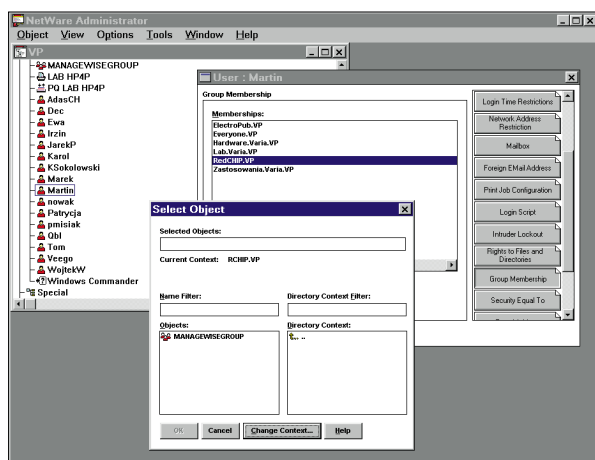 NetWare Administrator
Object View Options Tools Window Help
VP
MANAGEWISEGROUP
LAB HP4P
PQ LAB HP4P
AdasCH
Dec
Ewa
Irzin
JarekP
Karol
KSokolowski
Marek
Martin
nowak
Patrycja
pmisiak
Qbl
Tom
Veego
WojtekW
Windows Commander
Special
User : Martin
Group Membership
Memberships:
ElectroPub.VP
Everyone.VP
Hardware.Varia.VP
Lab.Varia.VP
RedCHIP.VP
Zastosowania.Varia.VP
Login Time Restrictions
Network Address
Restriction
Mailbox
Foreign EMail Address
Print Job Configuration
Login Script
Intruder Lockout
Rights to Files and
Directories
Group Membership
Security Equal To
Select Object
Selected Objects:
Current Context: RCHIP.VP
Name Filter:
Directory Context Filter:
Objects:
Directory Context:
MANAGEWISEGROUP
..
OK Cancel Change Context... Help